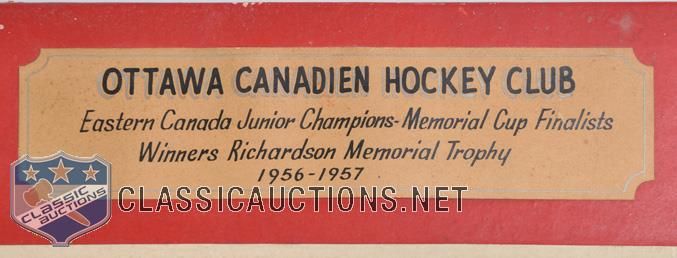 OTTAWA CANADIEN HOCKEY CLUB
Eastern Canada Junior Champions-Memorial Cup Finalists
Winners Richardson Memorial Trophy
1956-1957
CLASSIC
AUCTIONS
CLASSICAUCTIONS.NET